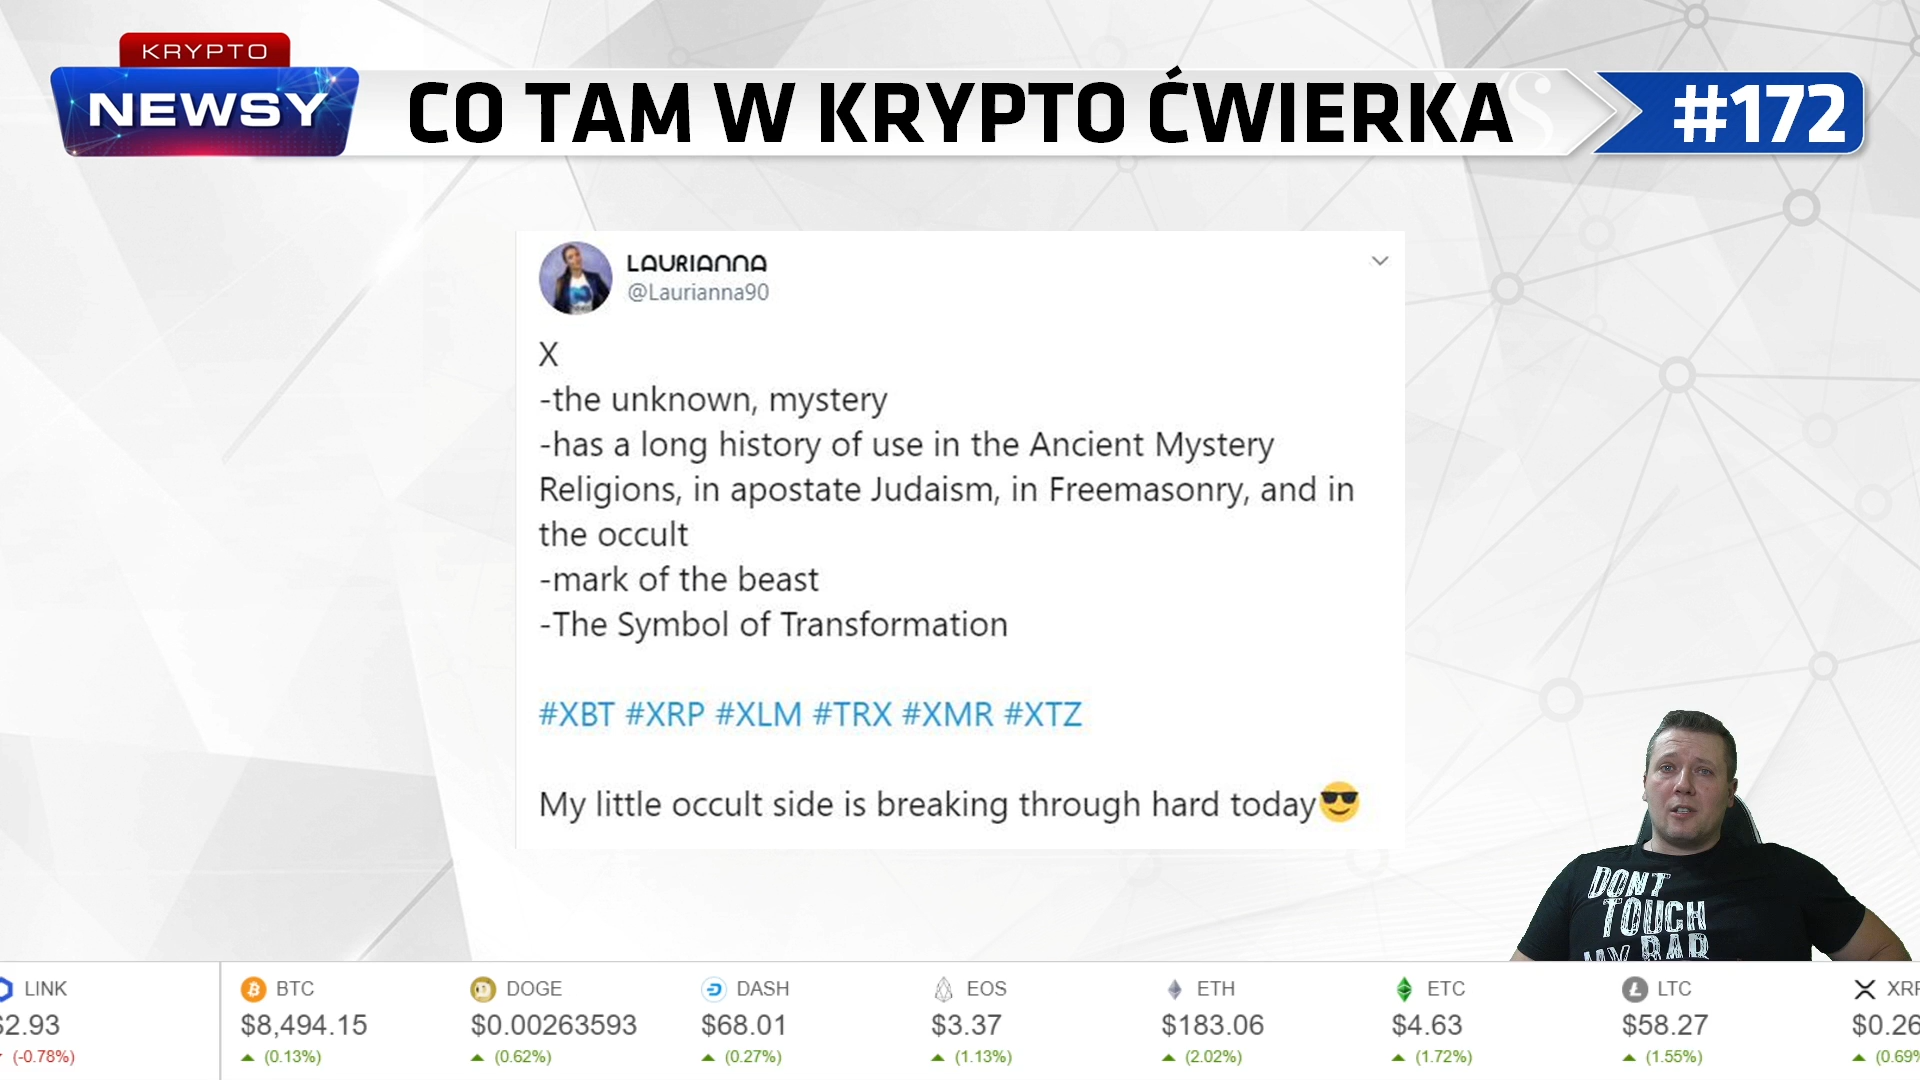 KRYPTO
NEWSY
CO TAM W KRYPTO ĆWIERKA
#172
LAURIANNA
@Laurianna90
X
-the unknown, mystery
-has a long history of use in the Ancient Mystery
Religions, in apostate Judaism, in Freemasonry, and in
the occult
-mark of the beast
-The Symbol of Transformation
#XBT #XRP #XLM #TRX #XMR #XTZ
My little occult side is breaking through hard today
DONT
TOUCH
MY
LINK BTC DOGE DASH EOS ETH ETC LTC
$2.93 $8,494.15 $0.00263593 $68.01 $3.37 $183.06 $4.63 $58.27 $0.26
(-0.78%) (0.13%) (0.62%) (0.27%) (1.13%) (2.02%) (1.72%) (1.55%) (0.69%